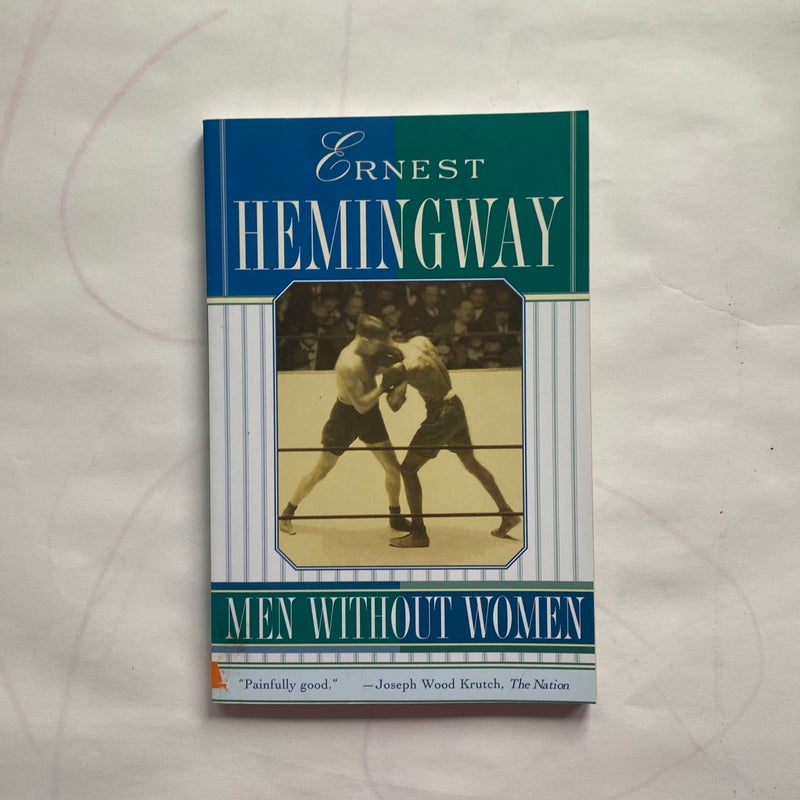 ERNEST
HEMINGWAY
MEN WITHOUT WOMEN
"Painfully good." —Joseph Wood Krutch, The Nation